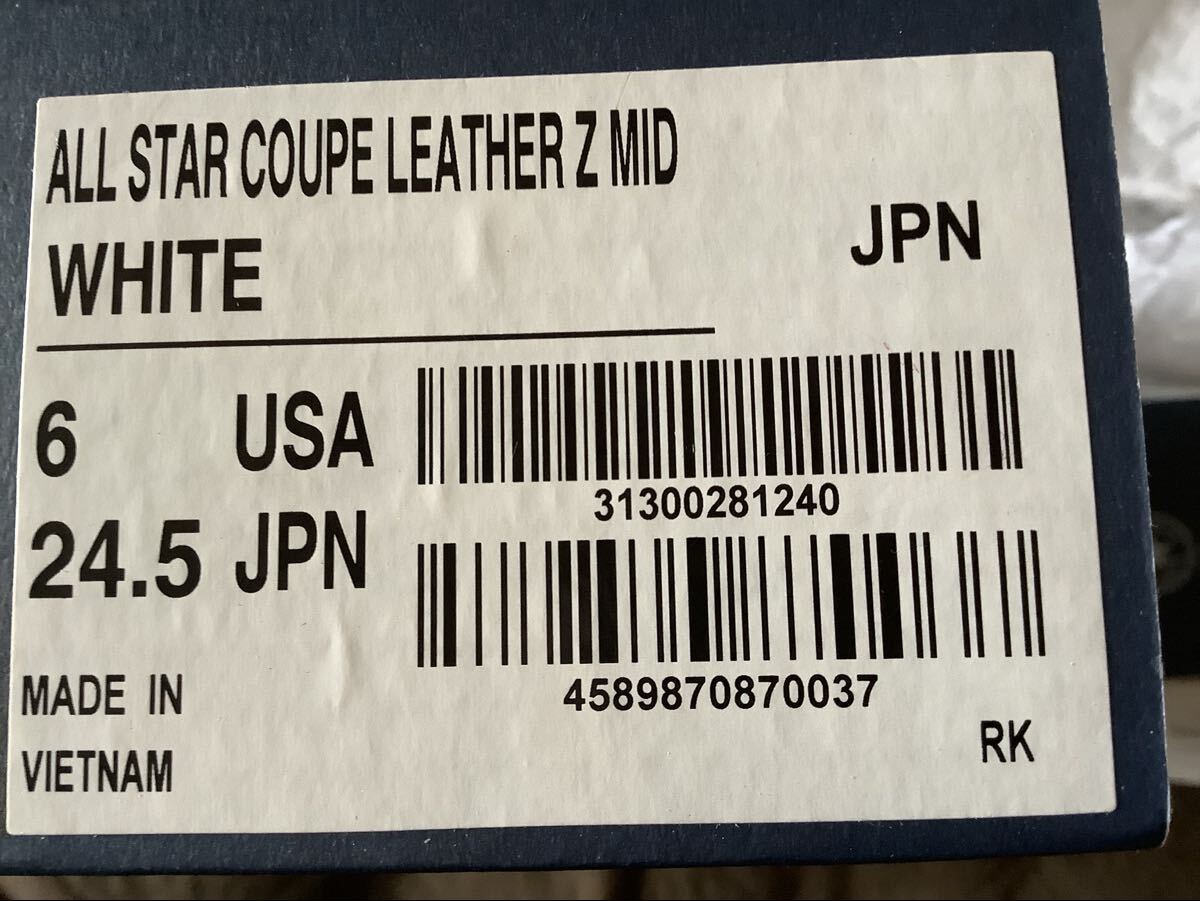 ALL STAR COUPE LEATHER Z MID
WHITE
JPN
6 USA
31300281240
24.5 JPN
4589870870037
MADE IN
VIETNAM
RK